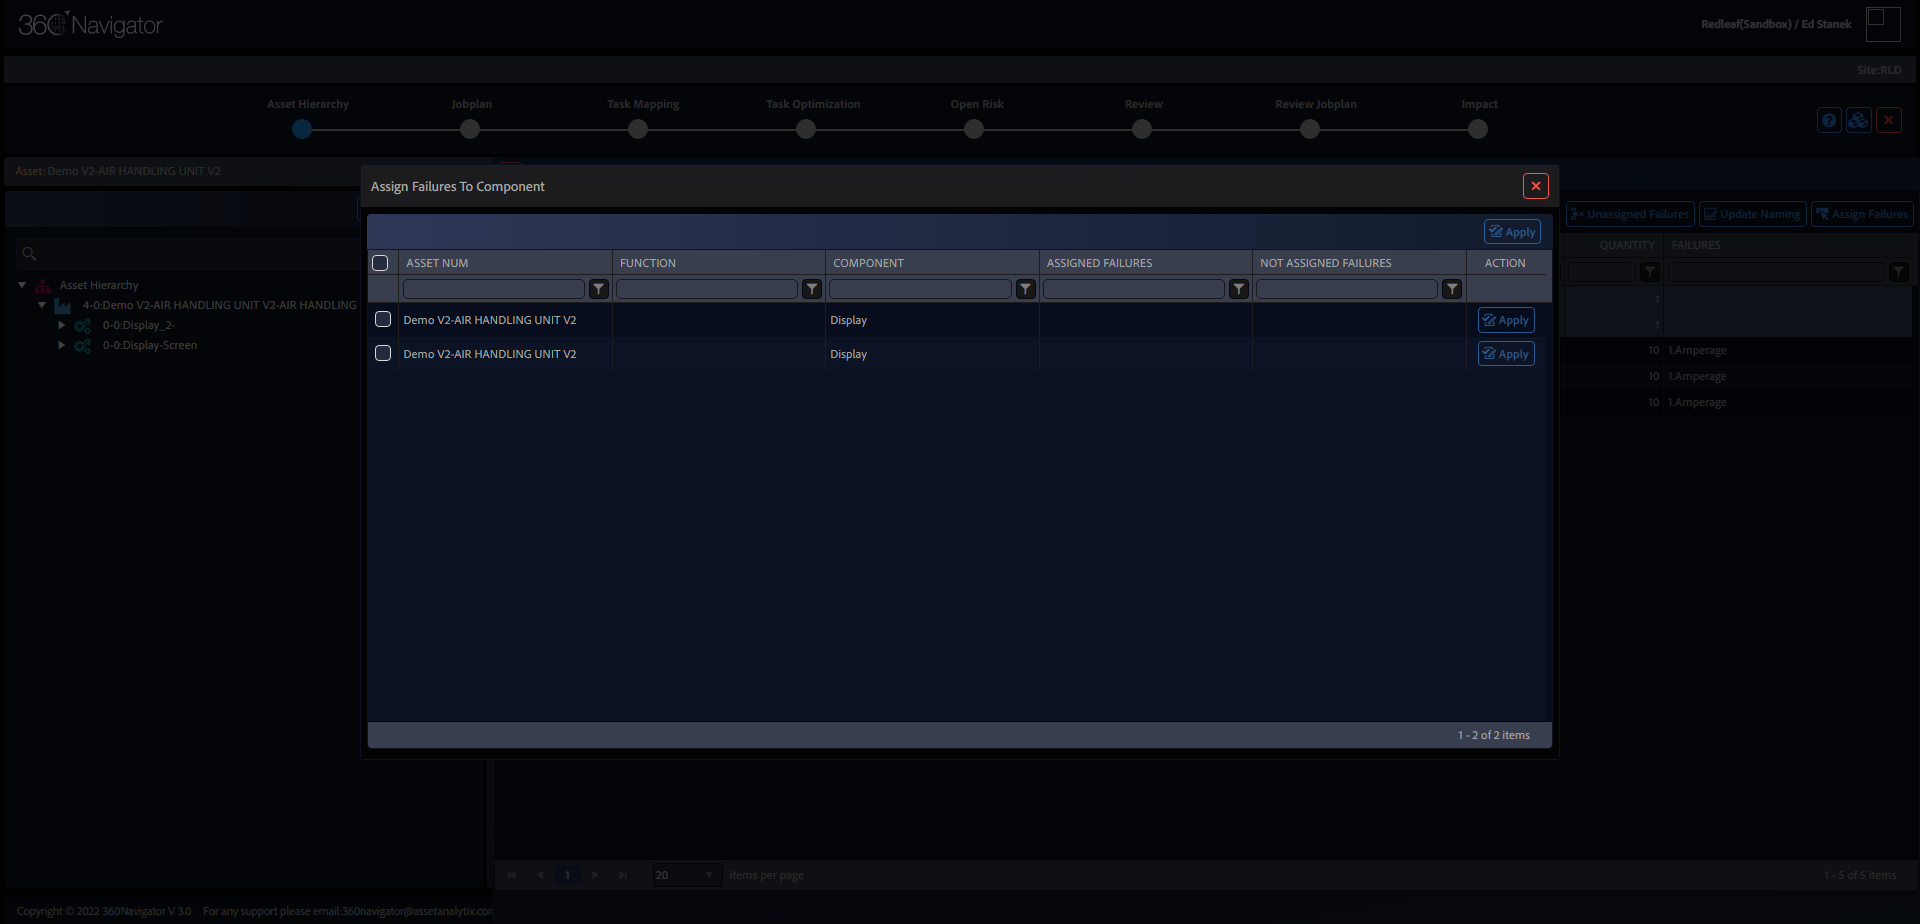 360 Navigator
Redleaf(Sandbox) / Ed Stanek
Site:RLD
Asset Hierarchy Jobplan Task Mapping Task Optimization Open Risk Review Review Jobplan Impact
Asset: Demo V2-AIR HANDLING UNIT V2
Assign Failures To Component
Unassigned Failures Update Naming Assign Failures
Apply
QUANTITY FAILURES
ASSET NUM FUNCTION COMPONENT ASSIGNED FAILURES NOT ASSIGNED FAILURES ACTION
Asset Hierarchy
4-0:Demo V2-AIR HANDLING UNIT V2-AIR HANDLING
0-0:Display_2-
0-0:Display-Screen
Demo V2-AIR HANDLING UNIT V2 Display Apply
Demo V2-AIR HANDLING UNIT V2 Display Apply
1
1
10 1.Amperage
10 1.Amperage
10 1.Amperage
1 - 2 of 2 items
1 20 items per page 1 - 5 of 5 items
Copyright © 2022 360Navigator V 3.0 For any support please email:360navigator@assetanalytix.con